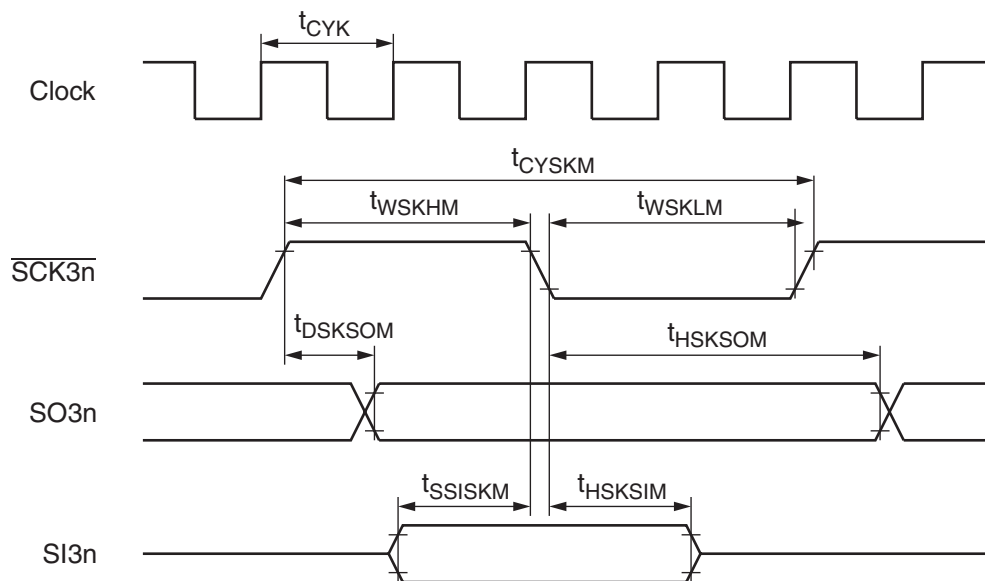 tCYK
Clock
tCYSKM
tWSKHM
tWSKLM
SCK3n
tDSKSOM
tHSKSOM
SO3n
tSSISKM
tHSKSIM
SI3n